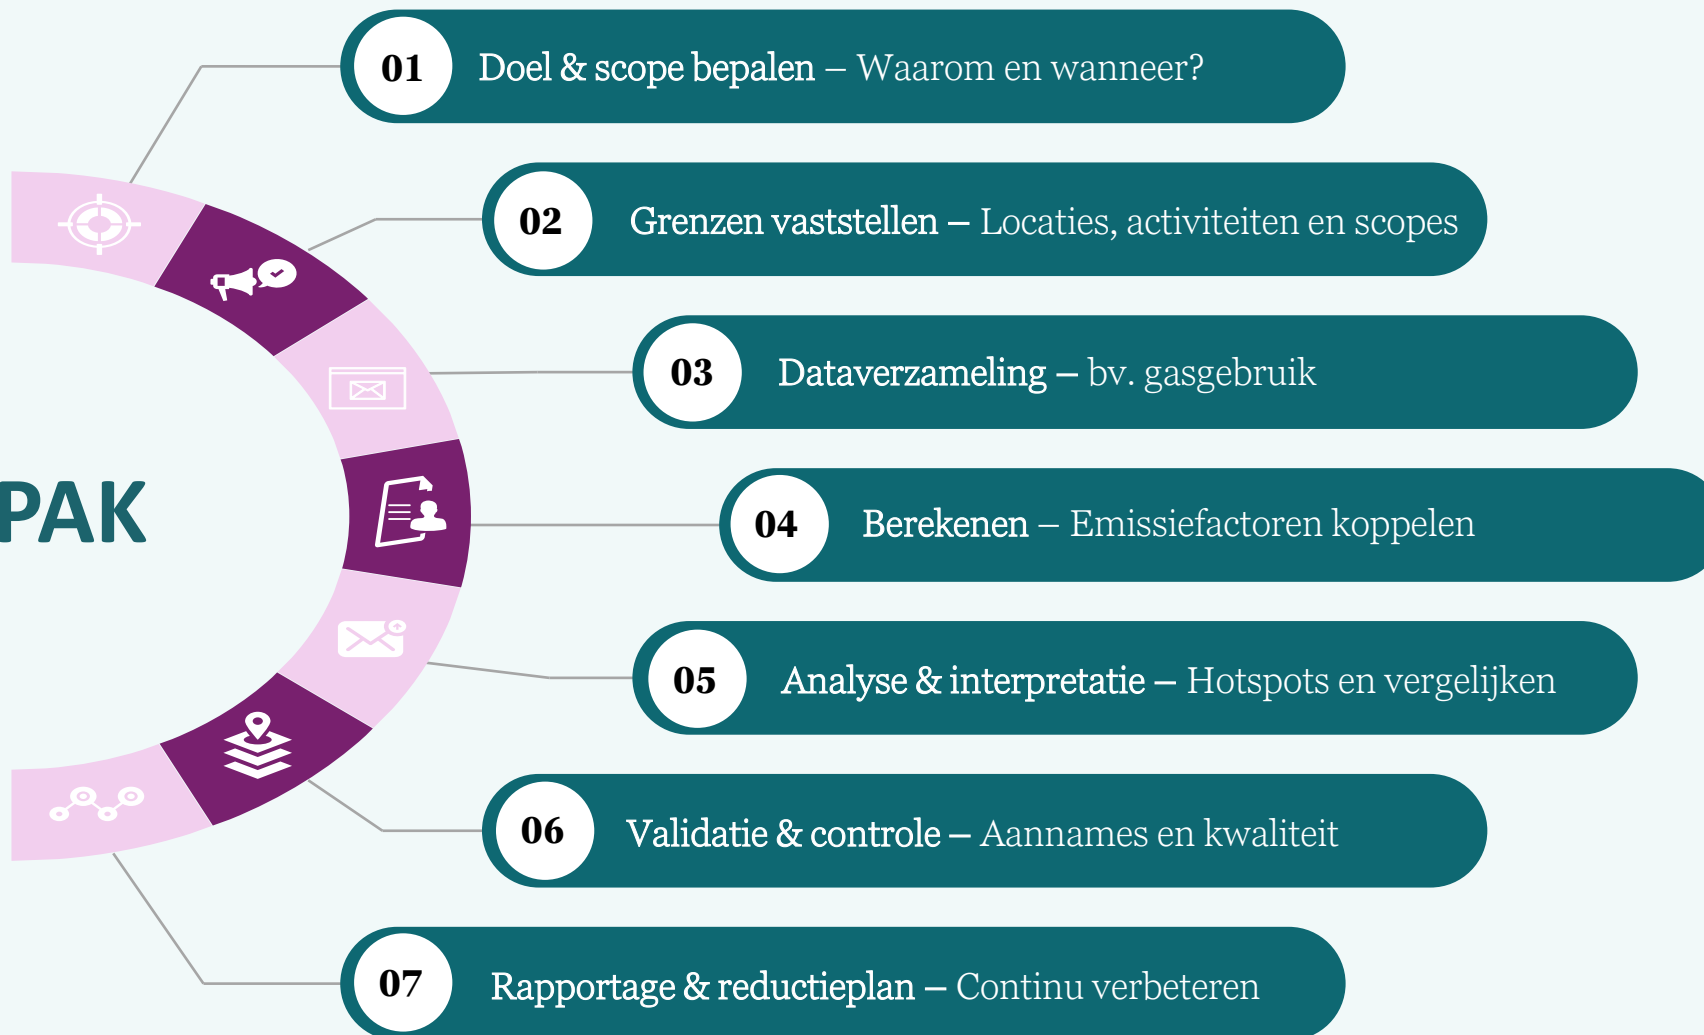 01 Doel & scope bepalen – Waarom en wanneer?
02 Grenzen vaststellen – Locaties, activiteiten en scopes
03 Dataverzameling – bv. gasgebruik
PAK
04 Berekenen – Emissiefactoren koppelen
05 Analyse & interpretatie – Hotspots en vergelijken
06 Validatie & controle – Aannames en kwaliteit
07 Rapportage & reductieplan – Continu verbeteren